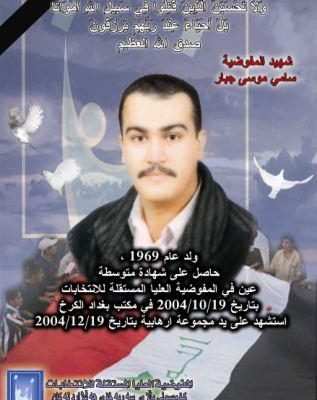 ولا تحسبن الذين قتلوا في سبيل الله امواتا
بل أحياء عند ربهم يرزقون
صدق الله العظيم
شهيد المفوضية
سامي موسى جبار
ولد عام 1969 ،
حاصل على شهادة متوسطة
عين في المفوضية العليا المستقلة للانتخابات
بتاريخ 2004/10/19 في مكتب بغداد الكرخ
استشهد على يد مجموعة ارهابية بتاريخ 2004/12/19
المفوضية العليا المستقلة للانتخابات